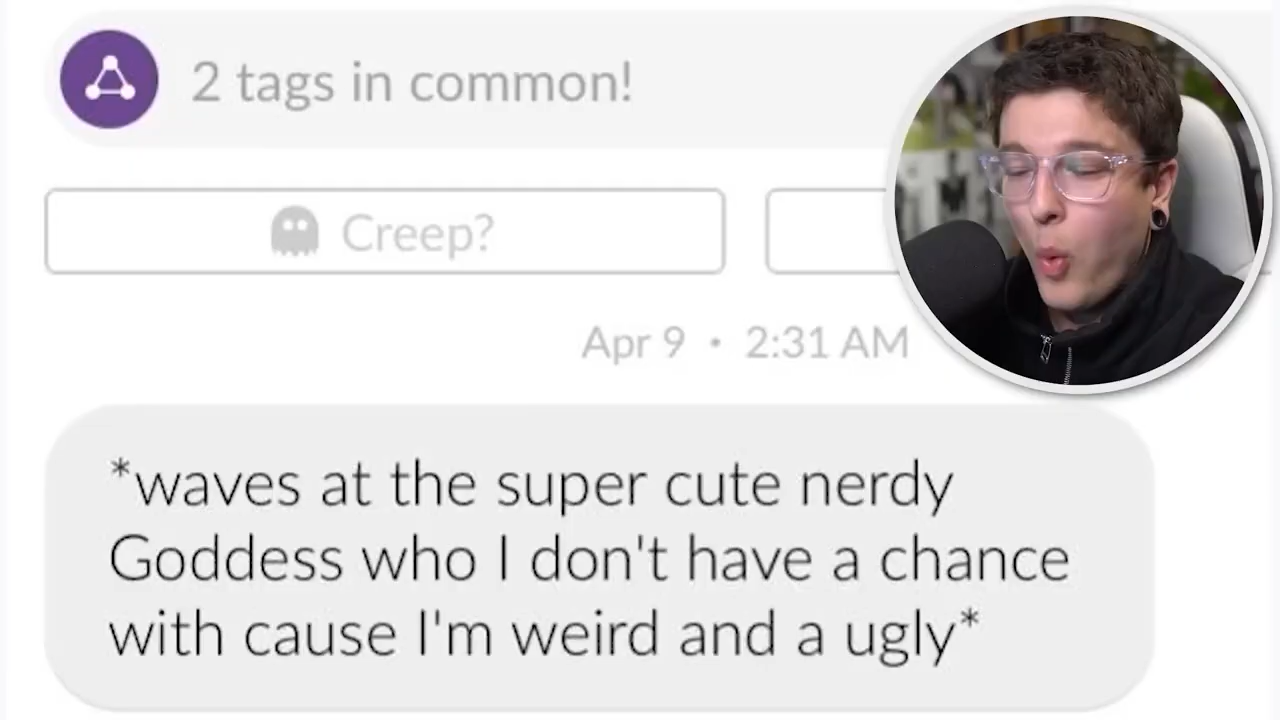 2 tags in common!
Creep?
Apr 9 • 2:31 AM
*waves at the super cute nerdy
Goddess who I don't have a chance
with cause I'm weird and a ugly*